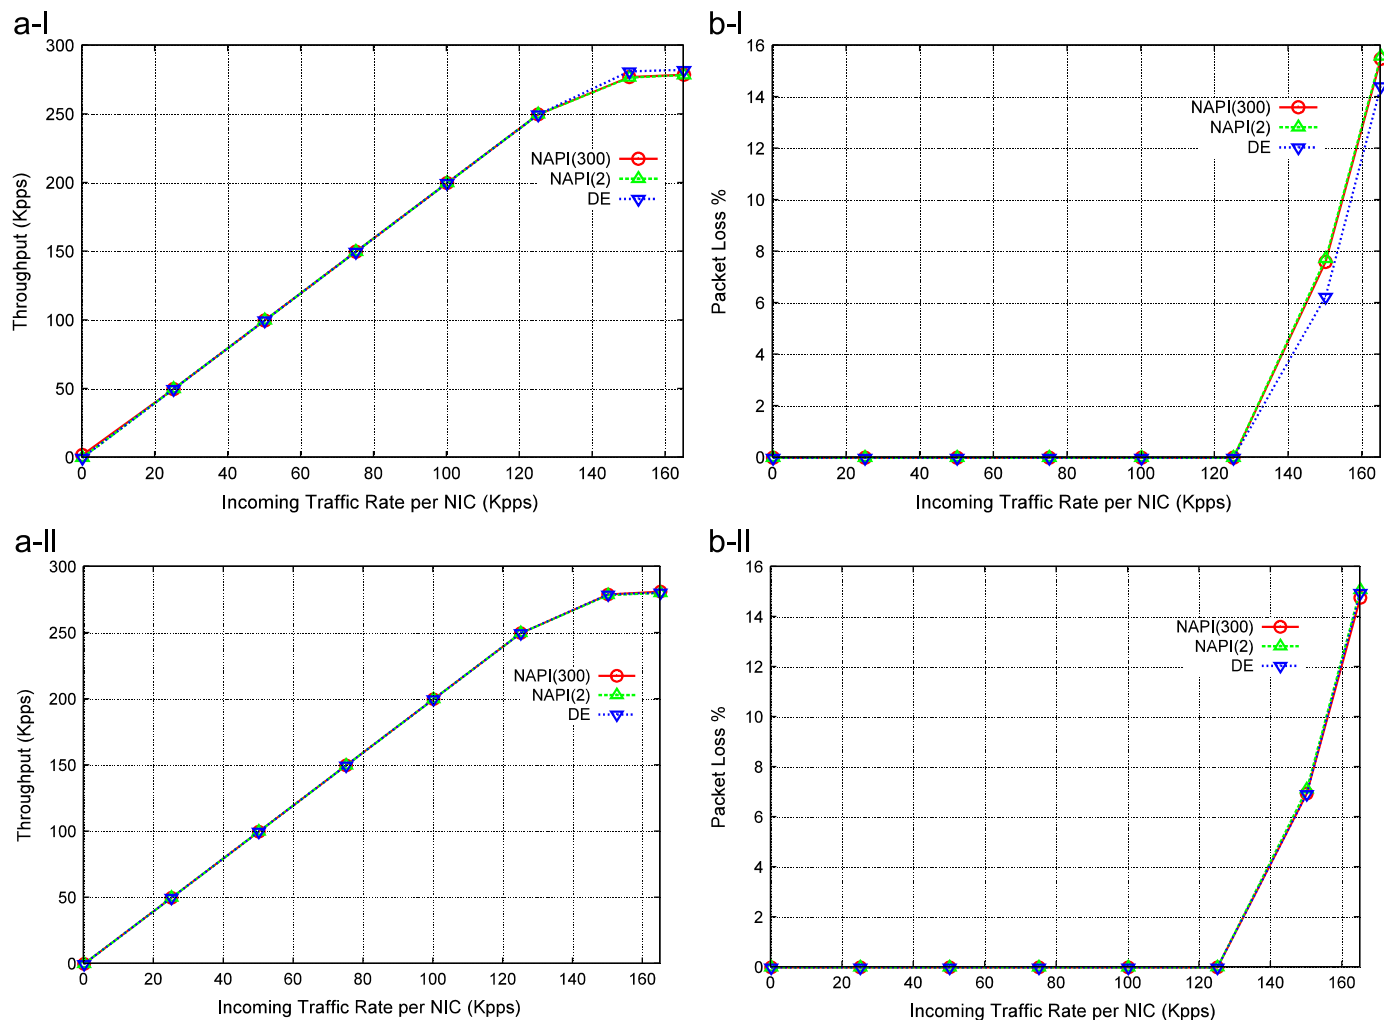 a-I
300
250
200
150
100
50
0
Throughput (Kpps)
NAPI(300)
NAPI(2)
DE
0 20 40 60 80 100 120 140 160
Incoming Traffic Rate per NIC (Kpps)
b-I
16
14
12
10
8
6
4
2
0
Packet Loss %
NAPI(300)
NAPI(2)
DE
0 20 40 60 80 100 120 140 160
Incoming Traffic Rate per NIC (Kpps)
a-II
300
250
200
150
100
50
0
Throughput (Kpps)
NAPI(300)
NAPI(2)
DE
0 20 40 60 80 100 120 140 160
Incoming Traffic Rate per NIC (Kpps)
b-II
16
14
12
10
8
6
4
2
0
Packet Loss %
NAPI(300)
NAPI(2)
DE
0 20 40 60 80 100 120 140 160
Incoming Traffic Rate per NIC (Kpps)